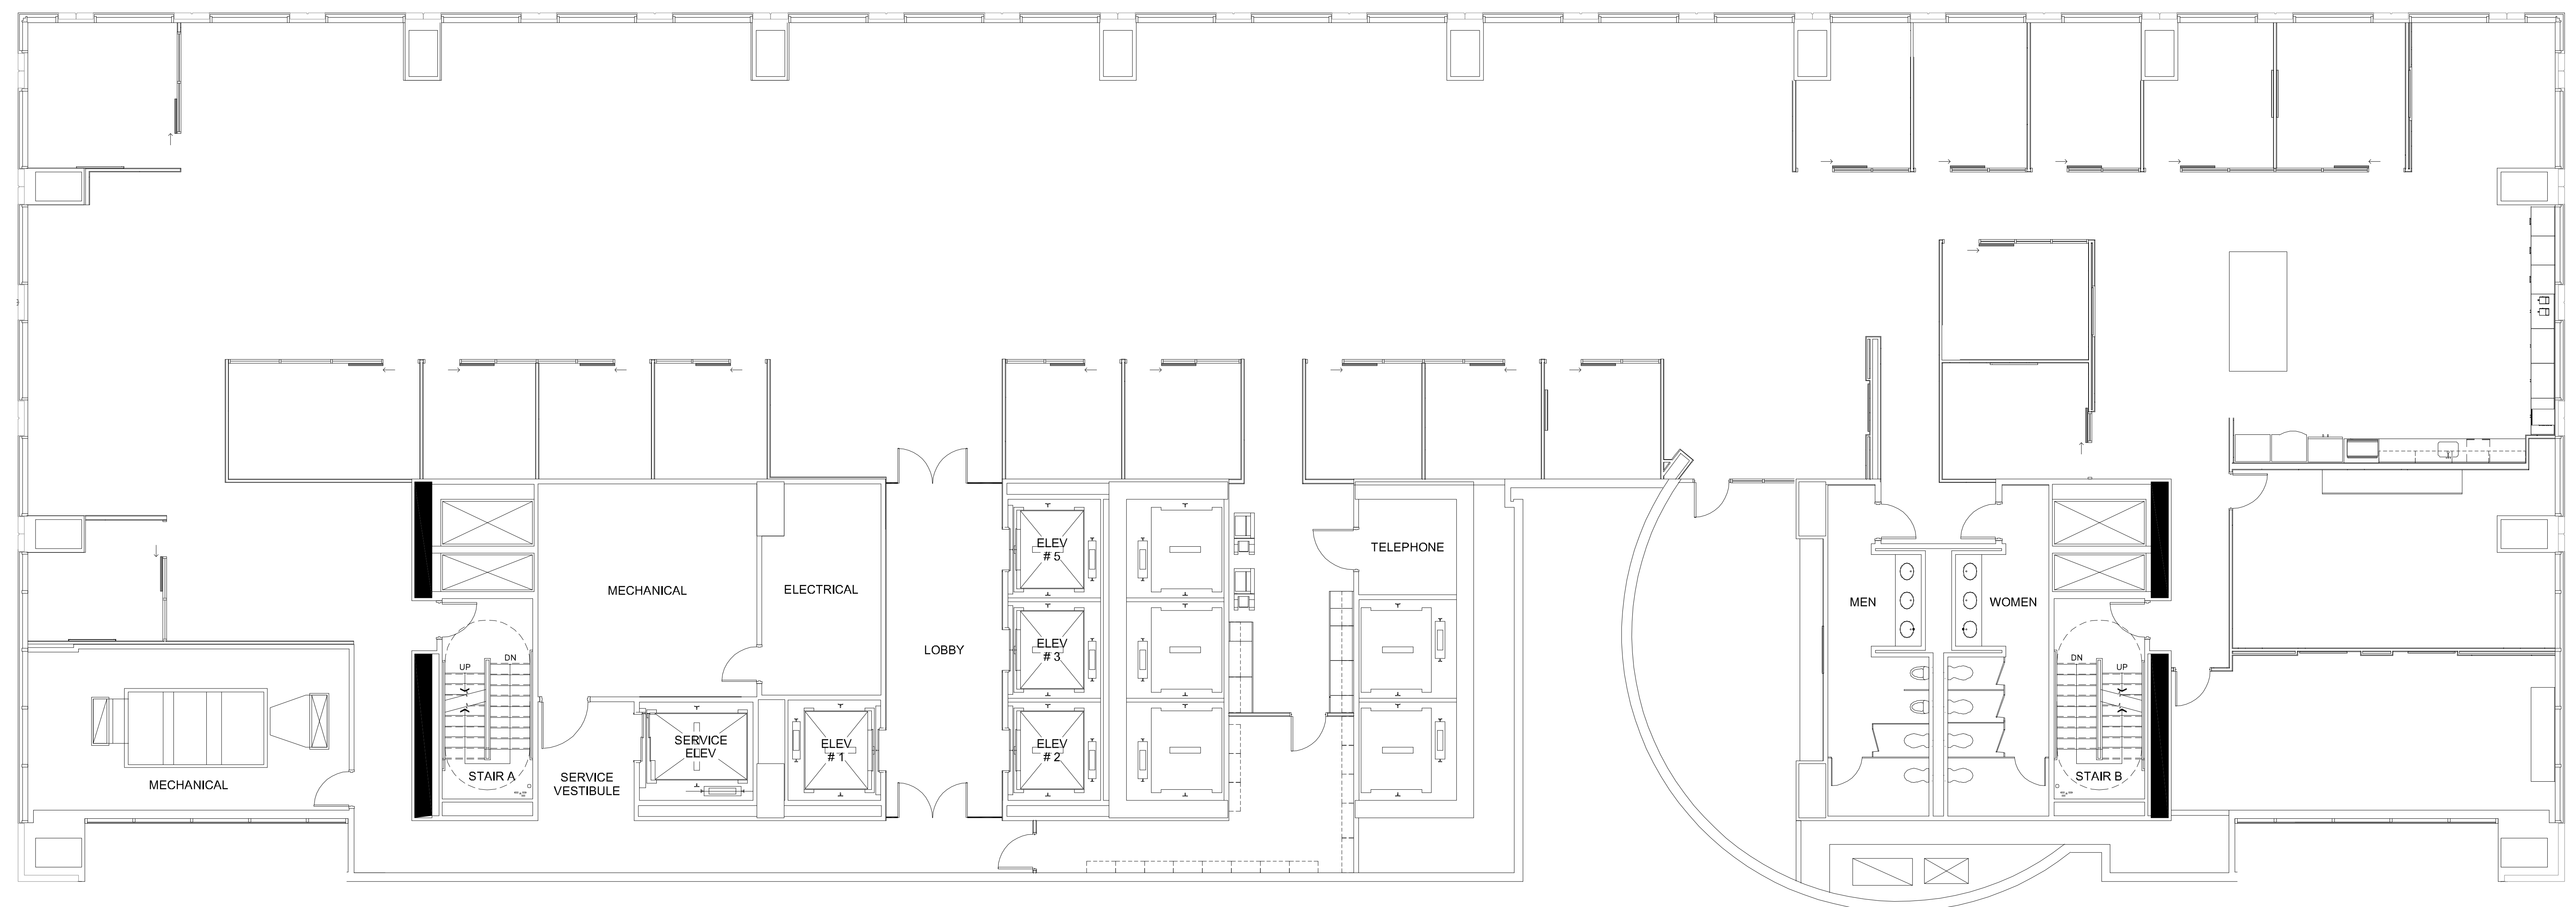 ELEV
# 5
TELEPHONE
MECHANICAL
ELECTRICAL
MEN
WOMEN
LOBBY
ELEV
# 3
UP
DN
DN
UP
SERVICE
ELEV
ELEV
# 1
ELEV
# 2
STAIR A
STAIR B
MECHANICAL
SERVICE
VESTIBULE